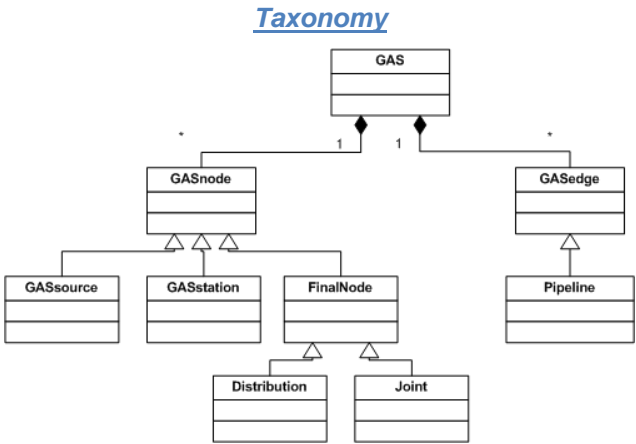 Taxonomy
GAS
* 1 1 *
GASnode GASedge
GASsource GASstation FinalNode Pipeline
Distribution Joint